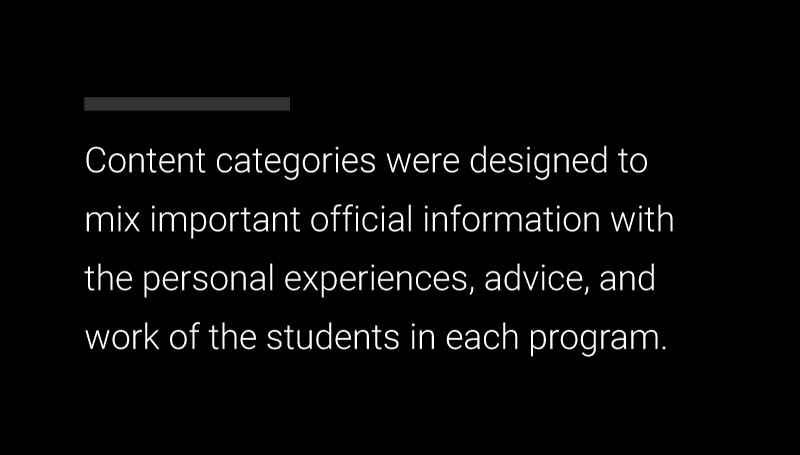 Content categories were designed to
mix important official information with
the personal experiences, advice, and
work of the students in each program.